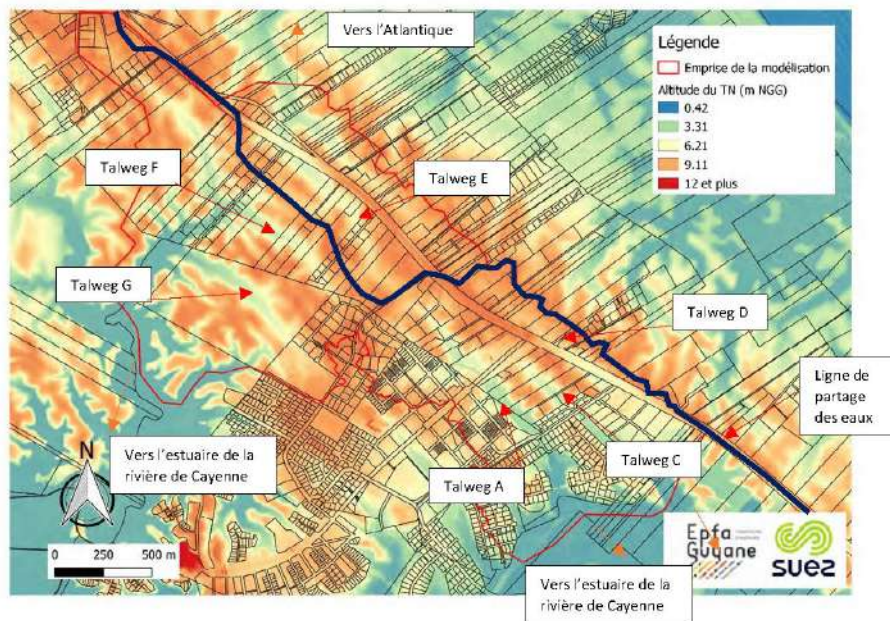 Vers l'Atlantique
Légende
Emprise de la modélisation
Altitude du TN (m NGG)
0.42
3.31
6.21
9.11
12 et plus
Talweg F
Talweg E
Talweg G
Talweg D
Ligne de
partage
des eaux
N
Vers l'estuaire de la
rivière de Cayenne
Talweg A
Talweg C
0 250 500 m
Epfa
Guyane
suez
Vers l'estuaire de la
rivière de Cayenne